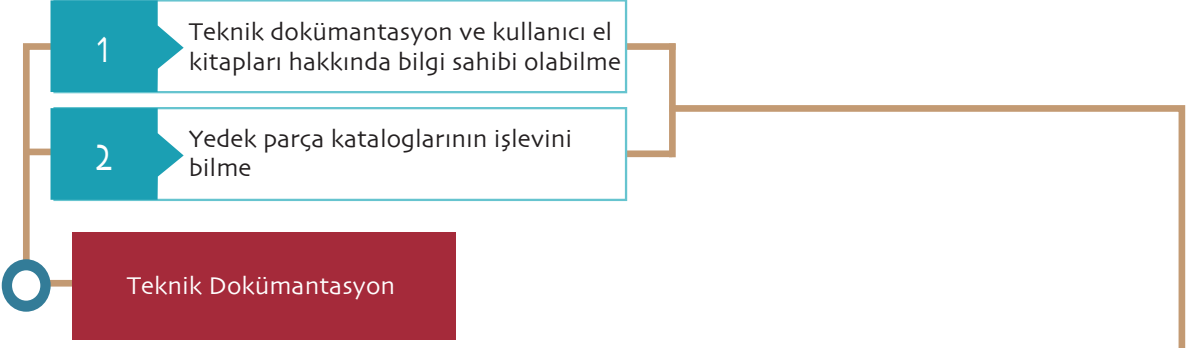 1
Teknik dokümantasyon ve kullanıcı el
kitapları hakkında bilgi sahibi olabilme
2
Yedek parça kataloglarının işlevini
bilme
Teknik Dokümantasyon